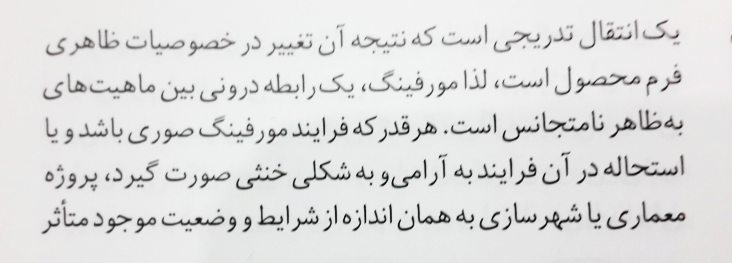 یک انتقال تدریجی است که نتیجه آن تغییر در خصوصیات ظاهری
فرم محصول است، لذا مورفینگ، یک رابطه درونی بین ماهیت‌های
به‌ظاهر نامتجانس است. هرقدر که فرایند مورفینگ صوری باشد و یا
استحاله در آن فرایند به آرامی و به شکلی خنثی صورت گیرد، پروژه
معماری یا شهرسازی به همان اندازه از شرایط و وضعیت موجود متأثر